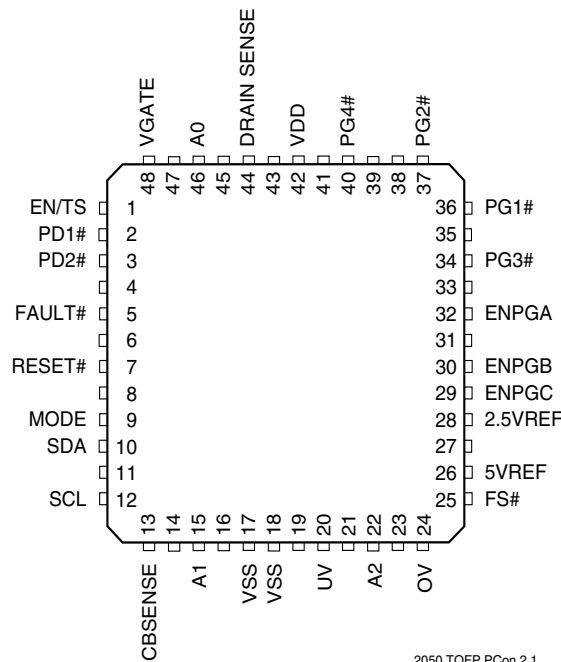 VGATE
A0
DRAIN SENSE
VDD
PG4#
PG2#
48 47 46 45 44 43 42 41 40 39 38 37
EN/TS 1
PD1# 2
PD2# 3
4
FAULT# 5
6
RESET# 7
8
MODE 9
SDA 10
11
SCL 12
36 PG1#
35
34 PG3#
33
32 ENPGA
31
30 ENPGB
29 ENPGC
28 2.5VREF
27
26 5VREF
25 FS#
13 14 15 16 17 18 19 20 21 22 23 24
CBSENSE
A1
VSS
VSS
UV
A2
OV
2050 TQFP PCon 2.1